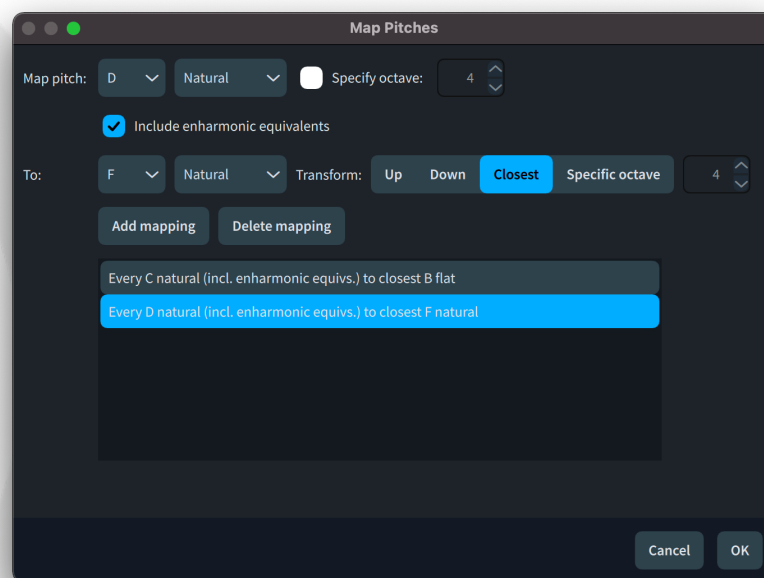 Map Pitches
Map pitch: D Natural Specify octave: 4
Include enharmonic equivalents
To: F Natural Transform: Up Down Closest Specific octave 4
Add mapping Delete mapping
Every C natural (incl. enharmonic equivs.) to closest B flat
Every D natural (incl. enharmonic equivs.) to closest F natural
Cancel OK